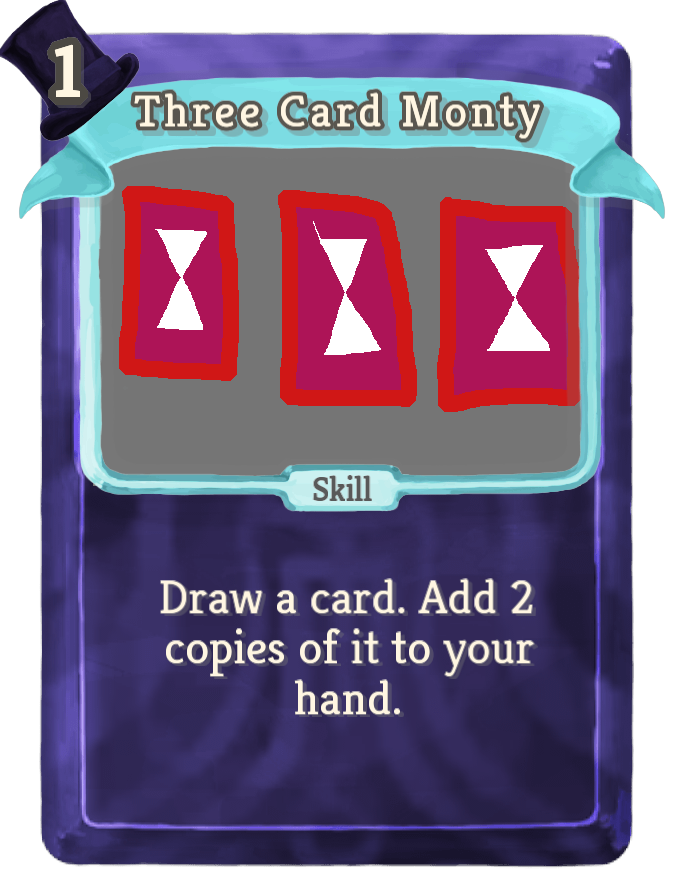 1
Three Card Monty
Skill
Draw a card. Add 2
copies of it to your
hand.